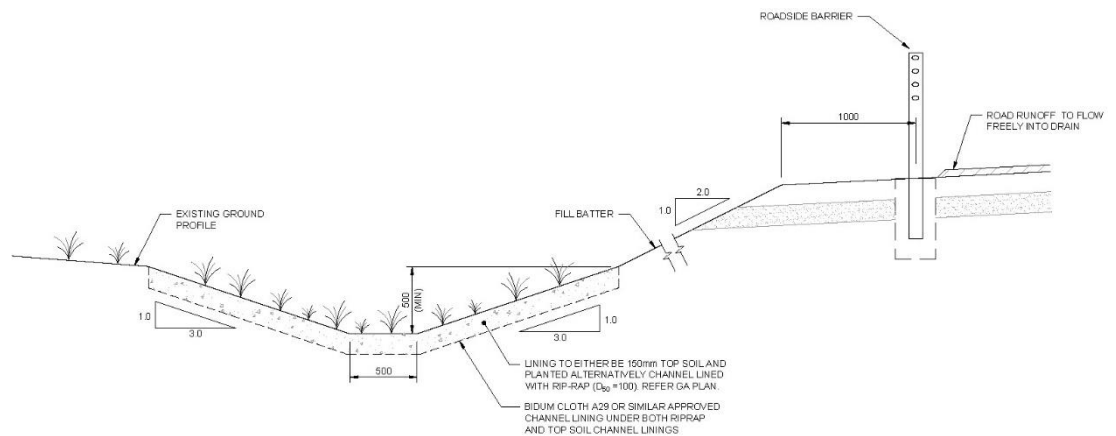 ROADSIDE BARRIER
1000
ROAD RUNOFF TO FLOW
FREELY INTO DRAIN
2.0
1.0
EXISTING GROUND
PROFILE
FILL BATTER
500
(MIN)
1.0
3.0
1.0
3.0
500
LINING TO EITHER BE 150mm TOP SOIL AND
PLANTED ALTERNATIVELY CHANNEL LINED
WITH RIP-RAP (D50 =100). REFER GA PLAN.
BIDUM CLOTH A29 OR SIMILAR APPROVED
CHANNEL LINING UNDER BOTH RIPRAP
AND TOP SOIL CHANNEL LININGS